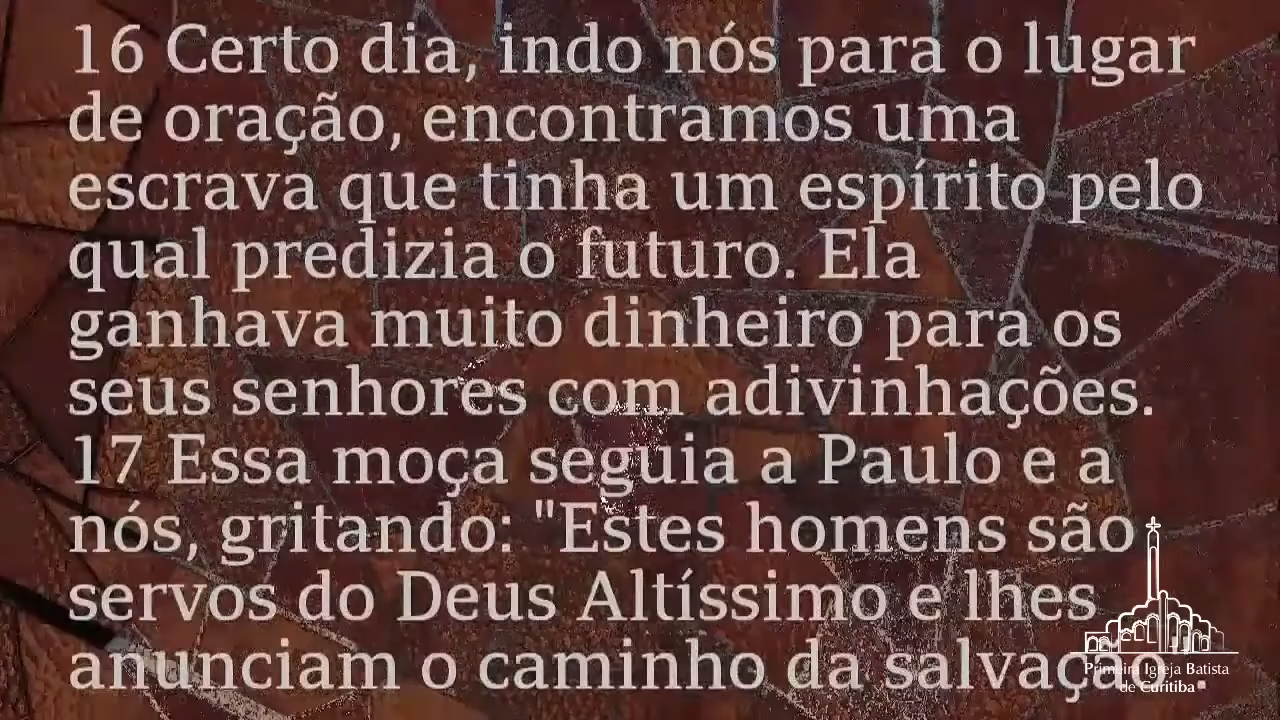 16 Certo dia, indo nós para o lugar
de oração, encontramos uma
escrava que tinha um espírito pelo
qual predizia o futuro. Ela
ganhava muito dinheiro para os
seus senhores com adivinhações.
17 Essa moça seguia a Paulo e a
nós, gritando: "Estes homens são
servos do Deus Altíssimo e lhes
anunciam o caminho da
Primeira Igreja Batista
de Curitiba